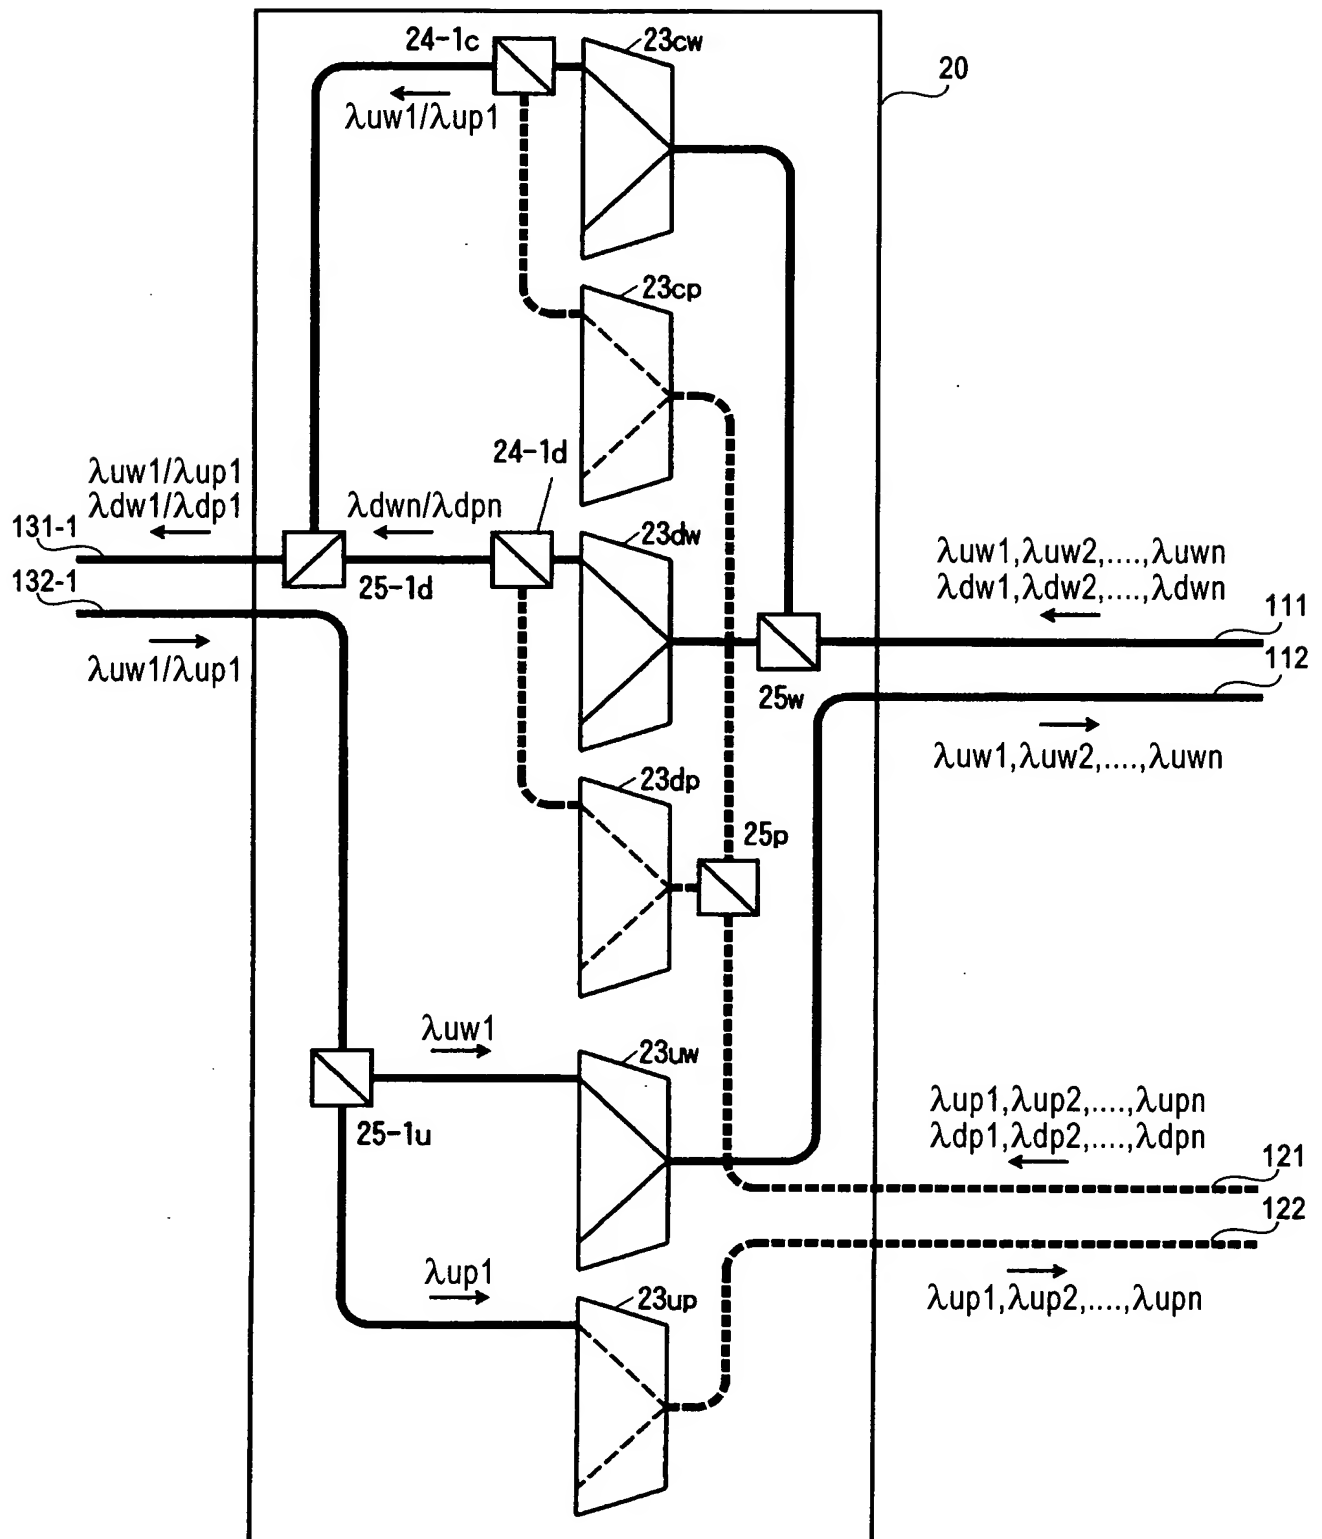 24-1c
23cw
20
λuw1/λup1
23cp
24-1d
λuw1/λup1
λdw1/λdp1
λdwn/λdpn
131-1
23dw
132-1
25-1d
λuw1,λuw2,....,λuwn
λdw1,λdw2,....,λdwn
111
112
λuw1/λup1
25w
λuw1,λuw2,....,λuwn
23dp
25p
λuw1
23uw
25-1u
λup1,λup2,....,λupn
λdp1,λdp2,....,λdpn
121
122
λup1
23up
λup1,λup2,....,λupn